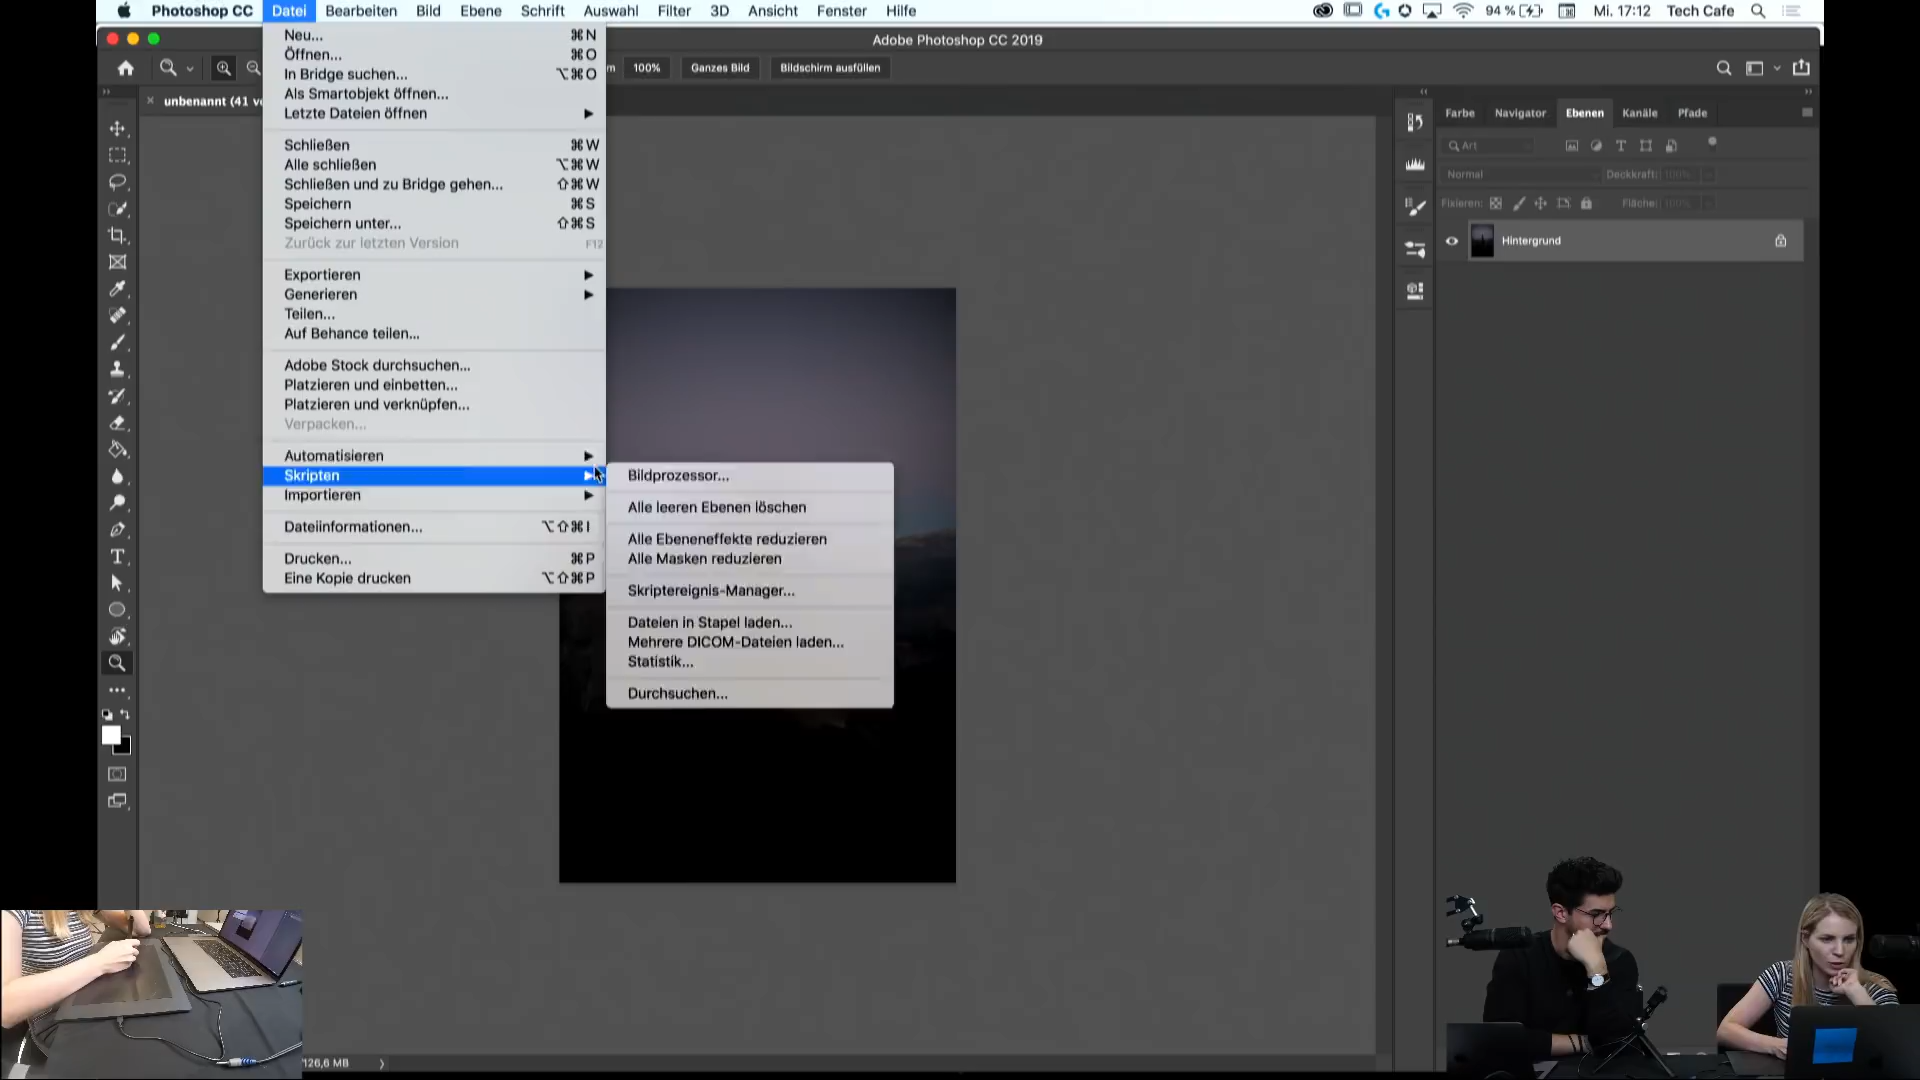 Photoshop CC Datei Bearbeiten Bild Ebene Schrift Auswahl Filter 3D Ansicht Fenster Hilfe 94 % Mi. 17:12 Tech Cafe
Adobe Photoshop CC 2019
100% Ganzes Bild Bildschirm ausfüllen
unbenannt (41 ve
Neu... ⌘N
Öffnen... ⌘O
In Bridge suchen... ⌥⌘O
Als Smartobjekt öffnen...
Letzte Dateien öffnen
Schließen ⌘W
Alle schließen ⌥⌘W
Schließen und zu Bridge gehen... ⇧⌘W
Speichern ⌘S
Speichern unter... ⇧⌘S
Zurück zur letzten Version F12
Exportieren
Generieren
Teilen...
Auf Behance teilen...
Adobe Stock durchsuchen...
Platzieren und einbetten...
Platzieren und verknüpfen...
Verpacken...
Automatisieren
Skripten
Importieren
Dateiinformationen... ⌥⇧⌘I
Drucken... ⌘P
Eine Kopie drucken ⌥⇧⌘P
Bildprozessor...
Alle leeren Ebenen löschen
Alle Ebeneneffekte reduzieren
Alle Masken reduzieren
Skriptereignis-Manager...
Dateien in Stapel laden...
Mehrere DICOM-Dateien laden...
Statistik...
Durchsuchen...
Farbe Navigator Ebenen Kanäle Pfade
Art
Normal Deckkraft: 100%
Fixieren: Fläche: 100%
Hintergrund
126,6 MB